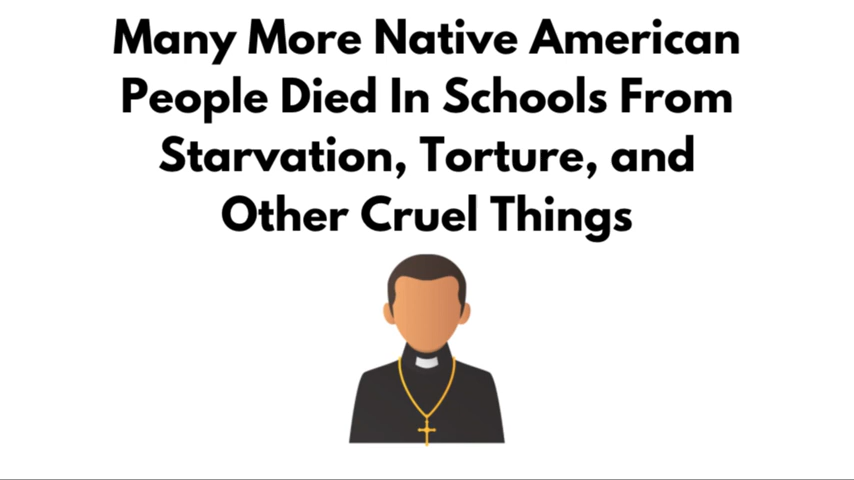 Many More Native American
People Died In Schools From
Starvation, Torture, and
Other Cruel Things